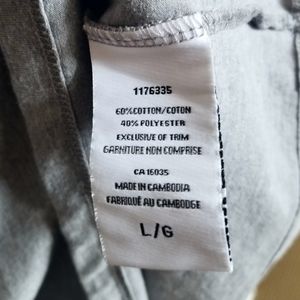 1176335
60%COTTON/COTON
40% POLYESTER
EXCLUSIVE OF TRIM
GARNITURE NON COMPRISE
CA 16035
MADE IN CAMBODIA
FABRIQUÉ AU CAMBODGE
L/G